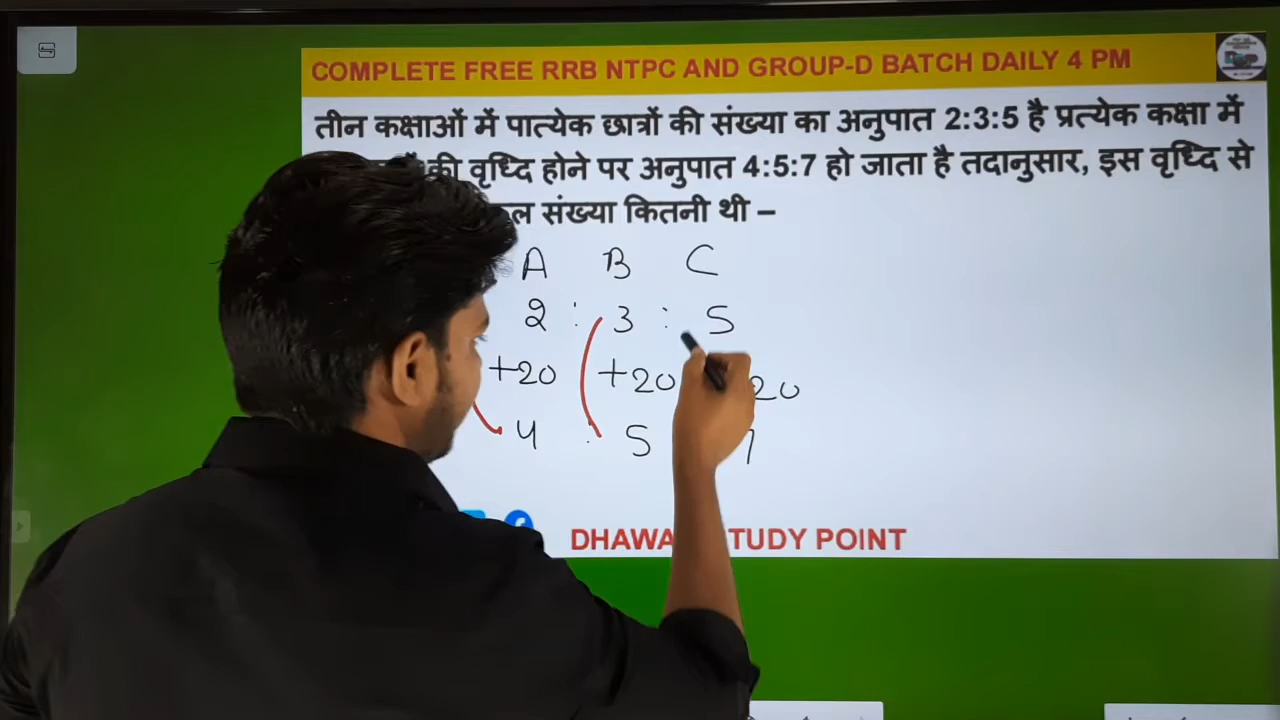 COMPLETE FREE RRB NTPC AND GROUP-D BATCH DAILY 4 PM
तीन कक्षाओं में पात्येक छात्रों की संख्या का अनुपात 2:3:5 है प्रत्येक कक्षा में
की वृध्दि होने पर अनुपात 4:5:7 हो जाता है तदानुसार, इस वृध्दि से
संख्या कितनी थी –
A B C
2 : 3 : 5
+20 +20 20
4 : 5 7
DHAWA TUDY POINT